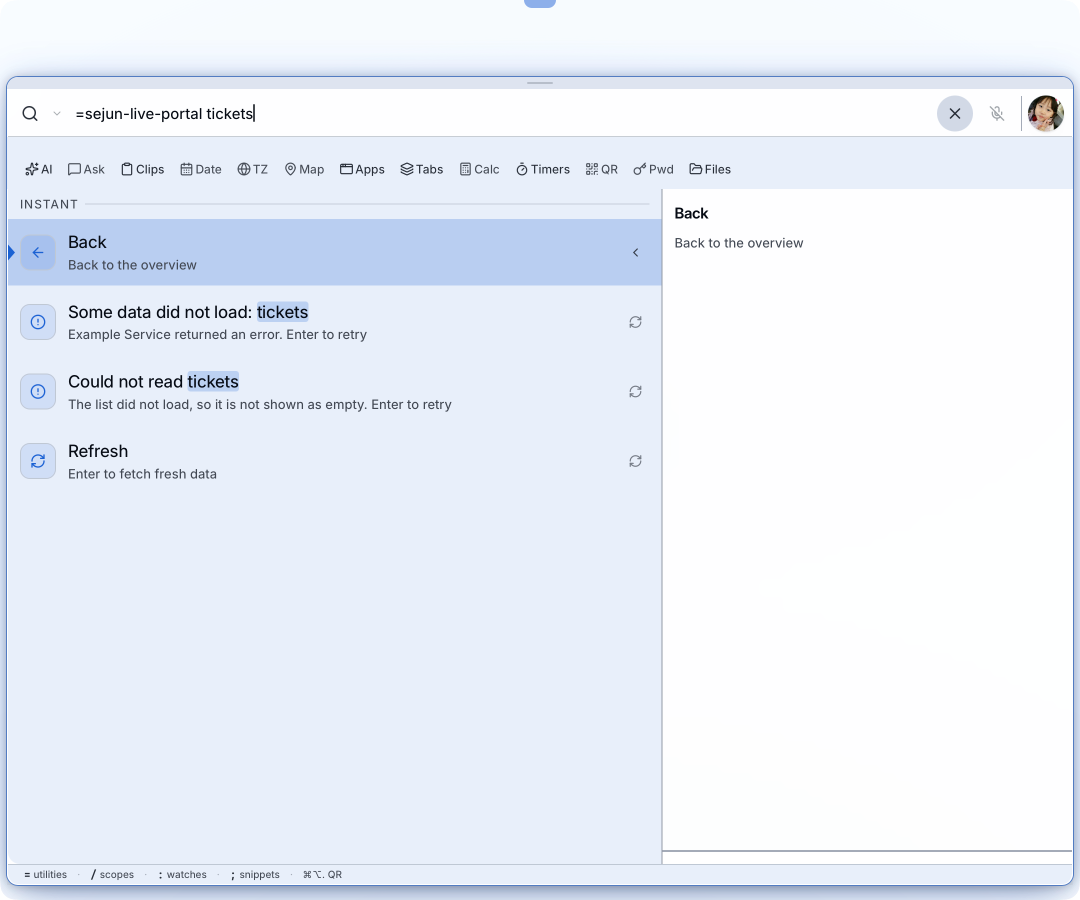 =sejun-live-portal tickets
AI Ask Clips Date TZ Map Apps Tabs Calc Timers QR Pwd Files
INSTANT
Back
Back to the overview
Some data did not load: tickets
Example Service returned an error. Enter to retry
Could not read tickets
The list did not load, so it is not shown as empty. Enter to retry
Refresh
Enter to fetch fresh data
Back
Back to the overview
= utilities · / scopes · : watches · ; snippets · ⌘⌥. QR